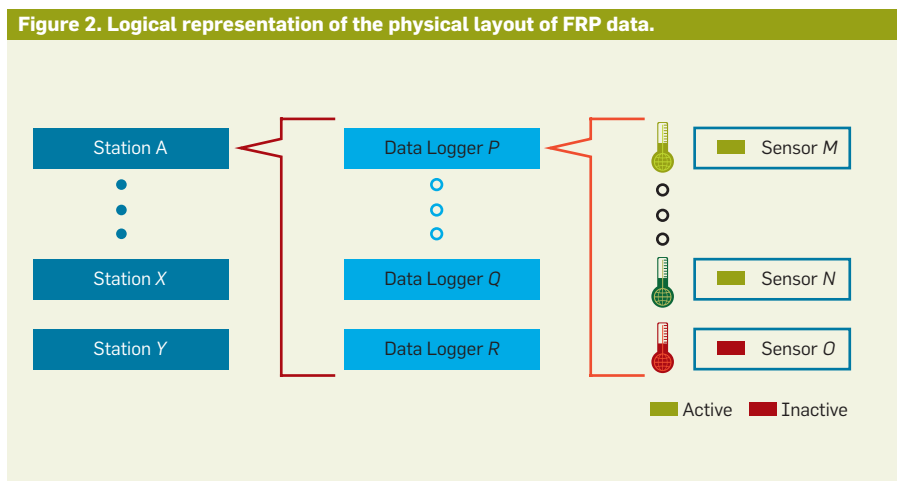 Figure 2. Logical representation of the physical layout of FRP data.
Station A
Data Logger P
Sensor M
Station X
Data Logger Q
Sensor N
Station Y
Data Logger R
Sensor O
Active
Inactive